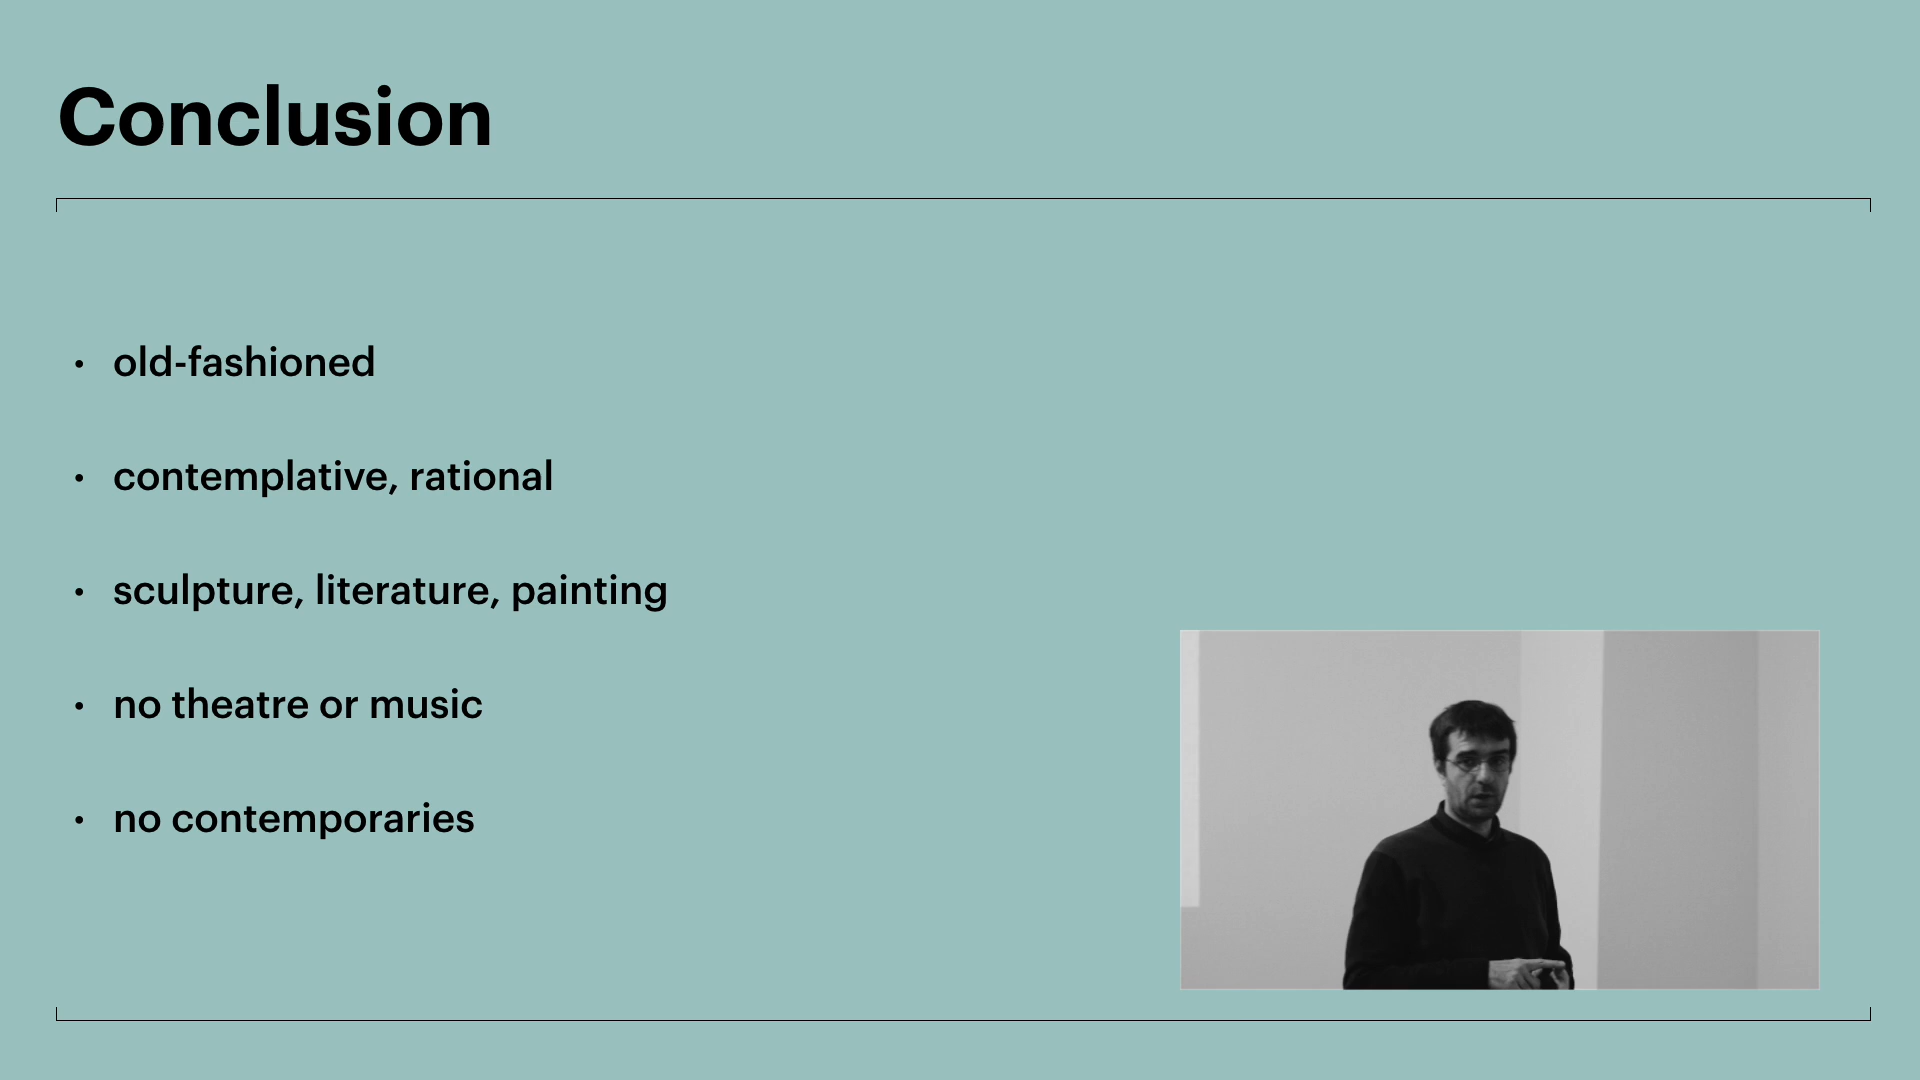 Conclusion
• old-fashioned
• contemplative, rational
• sculpture, literature, painting
• no theatre or music
• no contemporaries